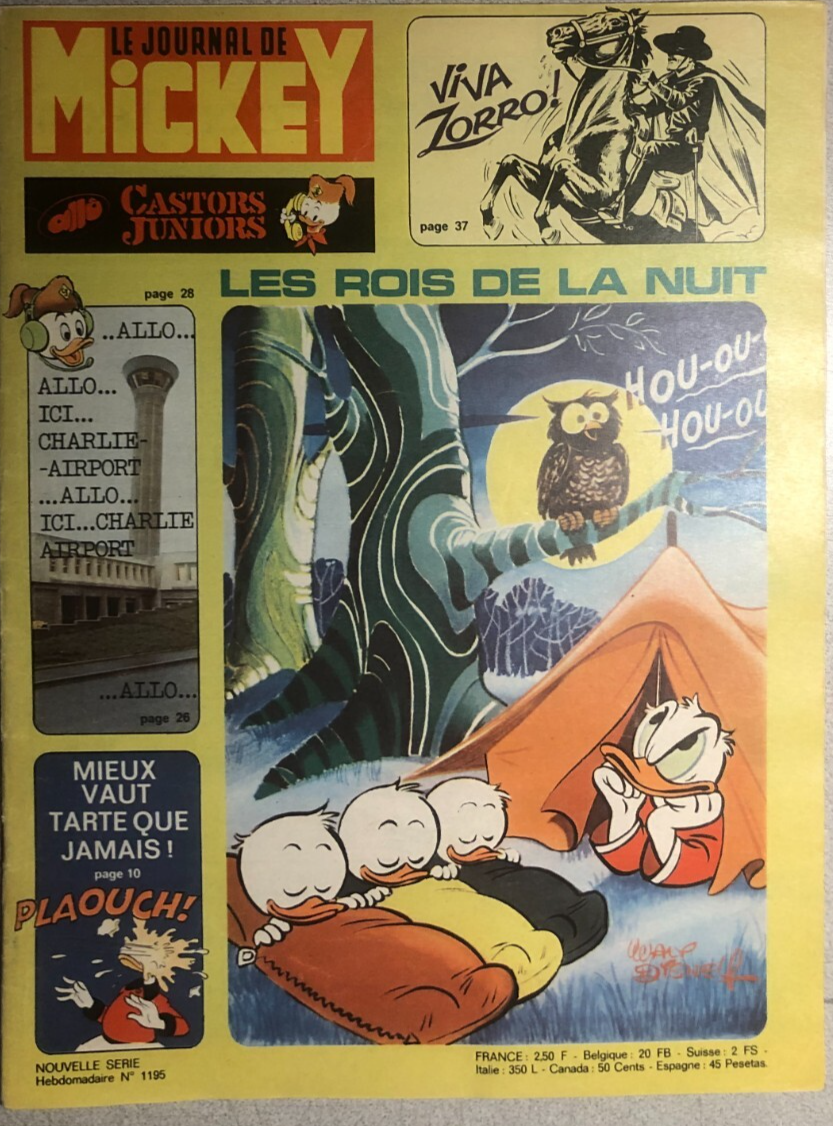 LE JOURNAL DE
MiCKEY
allô CASTORS
JUNIORS
ViVA
ZORRO!
page 37
page 28
LES ROIS DE LA NUIT
..ALLO...
ALLO...
ICI...
CHARLIE-
-AIRPORT
...ALLO...
ICI...CHARLIE
AIRPORT
...ALLO...
page 26
HOU-OU-
HOU-OU
MIEUX
VAUT
TARTE QUE
JAMAIS !
page 10
PLAOUCH!
WALT
DISNEY
NOUVELLE SERIE
Hebdomadaire N° 1195
FRANCE : 2,50 F - Belgique : 20 FB - Suisse : 2 FS -
Italie : 350 L - Canada : 50 Cents - Espagne : 45 Pesetas.